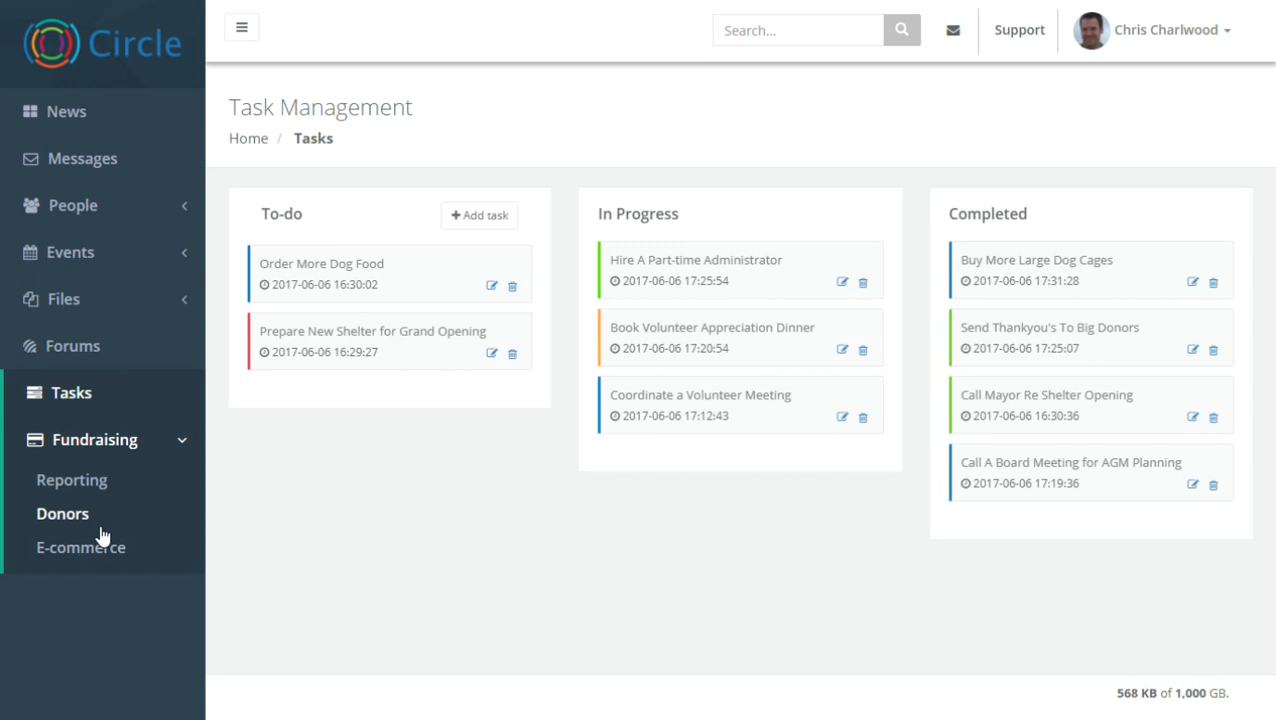 Circle
Search...
Support
Chris Charlwood
News
Messages
People
Events
Files
Forums
Tasks
Fundraising
Reporting
Donors
E-commerce
Task Management
Home / Tasks
To-do
+ Add task
Order More Dog Food
2017-06-06 16:30:02
Prepare New Shelter for Grand Opening
2017-06-06 16:29:27
In Progress
Hire A Part-time Administrator
2017-06-06 17:25:54
Book Volunteer Appreciation Dinner
2017-06-06 17:20:54
Coordinate a Volunteer Meeting
2017-06-06 17:12:43
Completed
Buy More Large Dog Cages
2017-06-06 17:31:28
Send Thankyou's To Big Donors
2017-06-06 17:25:07
Call Mayor Re Shelter Opening
2017-06-06 16:30:36
Call A Board Meeting for AGM Planning
2017-06-06 17:19:36
568 KB of 1,000 GB.